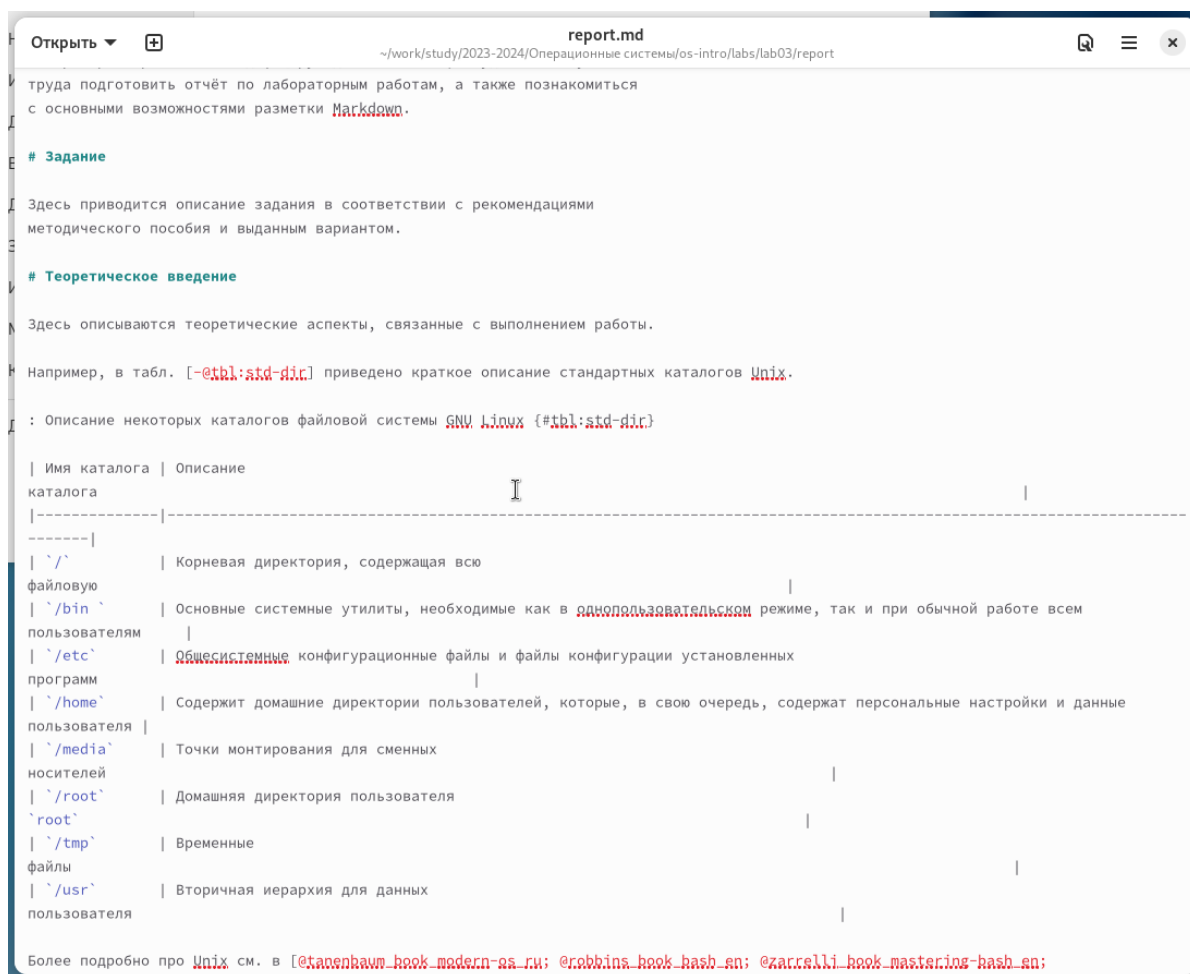 Открыть
report.md
~/work/study/2023-2024/Операционные системы/os-intro/labs/lab03/report
труда подготовить отчёт по лабораторным работам, а также познакомиться
с основными возможностями разметки Markdown.
# Задание
Здесь приводится описание задания в соответствии с рекомендациями
методического пособия и выданным вариантом.
# Теоретическое введение
Здесь описываются теоретические аспекты, связанные с выполнением работы.
Например, в табл. [-@tbl:std-dir] приведено краткое описание стандартных каталогов Unix.
: Описание некоторых каталогов файловой системы GNU Linux {#tbl:std-dir}
| Имя каталога | Описание
каталога |
|--------------|----------------------------------------------------------------------------------------------------------------------
-------|
| `/` | Корневая директория, содержащая всю
файловую |
| `/bin ` | Основные системные утилиты, необходимые как в однопользовательском режиме, так и при обычной работе всем
пользователям |
| `/etc` | Общесистемные конфигурационные файлы и файлы конфигурации установленных
программ |
| `/home` | Содержит домашние директории пользователей, которые, в свою очередь, содержат персональные настройки и данные
пользователя |
| `/media` | Точки монтирования для сменных
носителей |
| `/root` | Домашняя директория пользователя
`root` |
| `/tmp` | Временные
файлы |
| `/usr` | Вторичная иерархия для данных
пользователя |
Более подробно про Unix см. в [@tanenbaum_book_modern-os_ru; @robbins_book_bash_en; @zarrelli_book_mastering-bash_en;